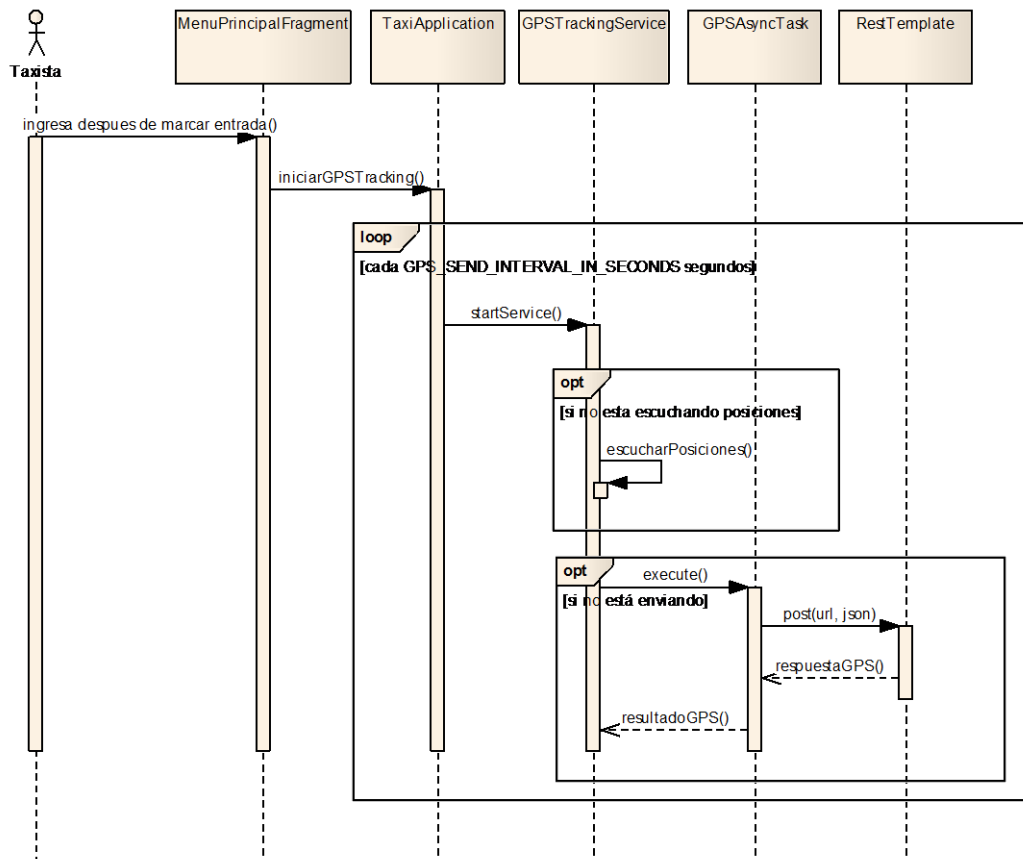 MenuPrincipalFragment
TaxiApplication
GPSTrackingService
GPSAsyncTask
RestTemplate
Taxista
ingresa despues de marcar entrada()
iniciarGPSTracking()
loop
[cada GPS_SEND_INTERVAL_IN_SECONDS segundos]
startService()
opt
[si no esta escuchando posiciones]
escucharPosiciones()
opt
execute()
[si no está enviando]
post(url, json)
respuestaGPS()
resultadoGPS()